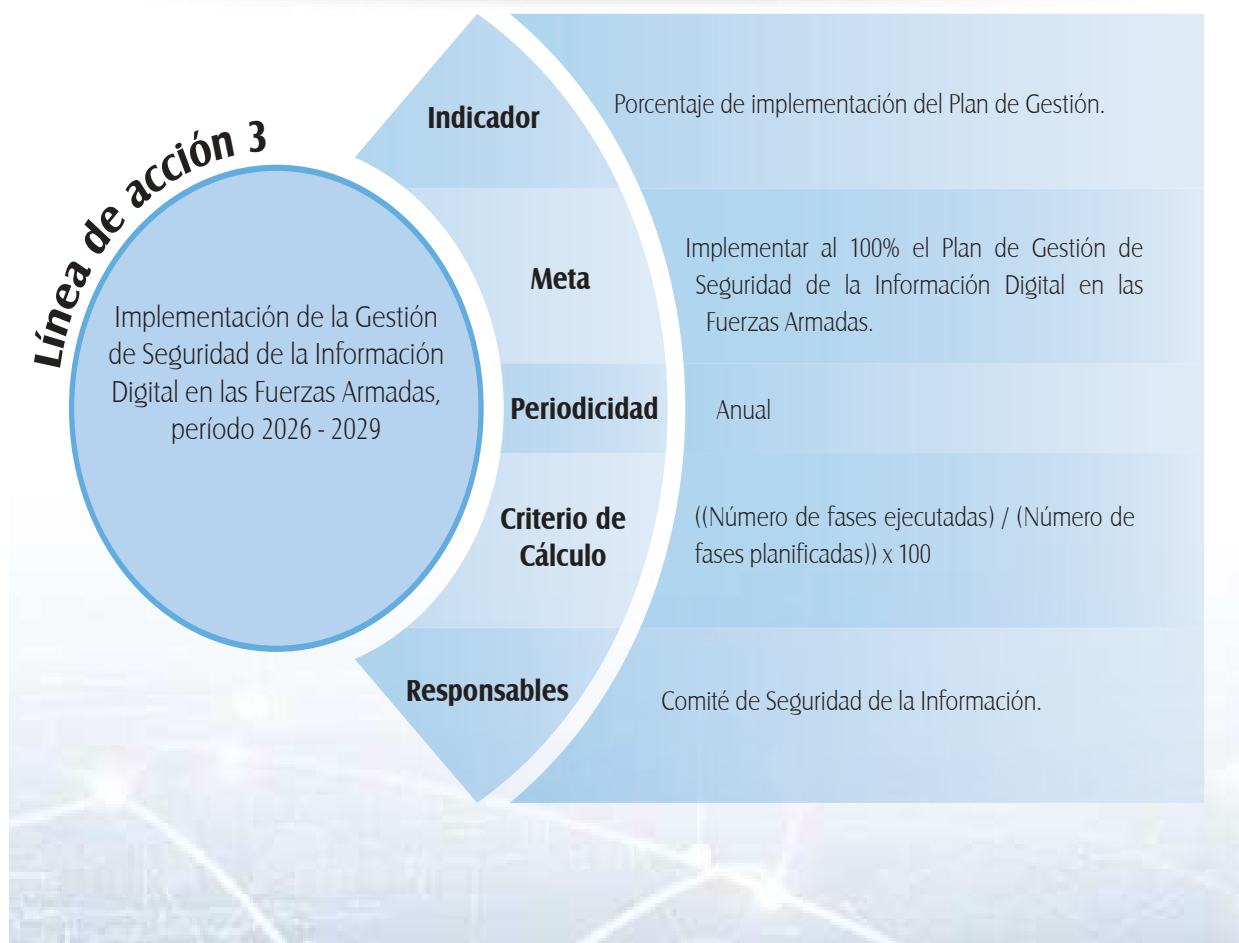 Línea de acción 3
Implementación de la Gestión
de Seguridad de la Información
Digital en las Fuerzas Armadas,
período 2026 - 2029
Indicador
Porcentaje de implementación del Plan de Gestión.
Meta
Implementar al 100% el Plan de Gestión de
Seguridad de la Información Digital en las
Fuerzas Armadas.
Periodicidad
Anual
Criterio de
Cálculo
((Número de fases ejecutadas) / (Número de
fases planificadas)) x 100
Responsables
Comité de Seguridad de la Información.